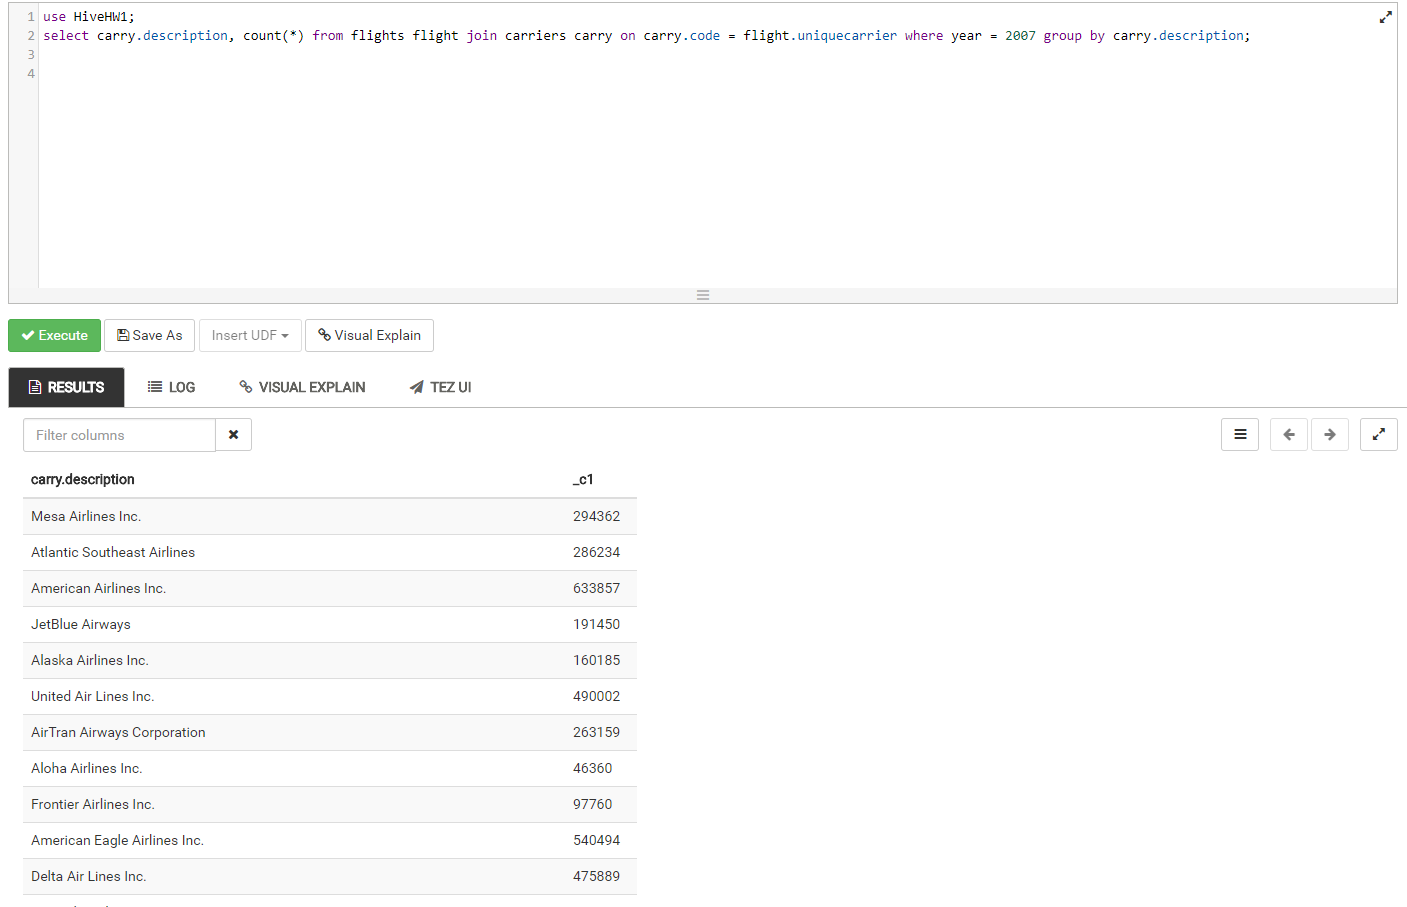 1 use HiveHW1;
2 select carry.description, count(*) from flights flight join carriers carry on carry.code = flight.uniquecarrier where year = 2007 group by carry.description;
3
4
Execute Save As Insert UDF Visual Explain
RESULTS LOG VISUAL EXPLAIN TEZ UI
Filter columns
carry.description _c1
Mesa Airlines Inc. 294362
Atlantic Southeast Airlines 286234
American Airlines Inc. 633857
JetBlue Airways 191450
Alaska Airlines Inc. 160185
United Air Lines Inc. 490002
AirTran Airways Corporation 263159
Aloha Airlines Inc. 46360
Frontier Airlines Inc. 97760
American Eagle Airlines Inc. 540494
Delta Air Lines Inc. 475889